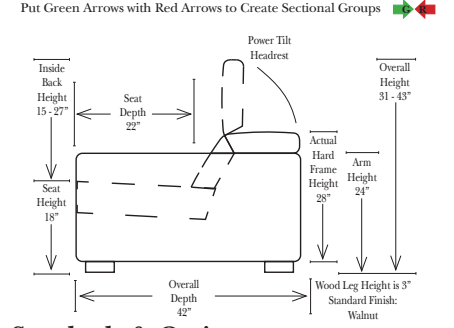 Put Green Arrows with Red Arrows to Create Sectional Groups
G R
Power Tilt
Headrest
Inside
Back
Height
15 - 27"
Seat
Depth
22"
Overall
Height
31 - 43"
Actual
Hard
Frame
Height
28"
Arm
Height
24"
Seat
Height
18"
Overall
Depth
42"
Wood Leg Height is 3"
Standard Finish:
Walnut